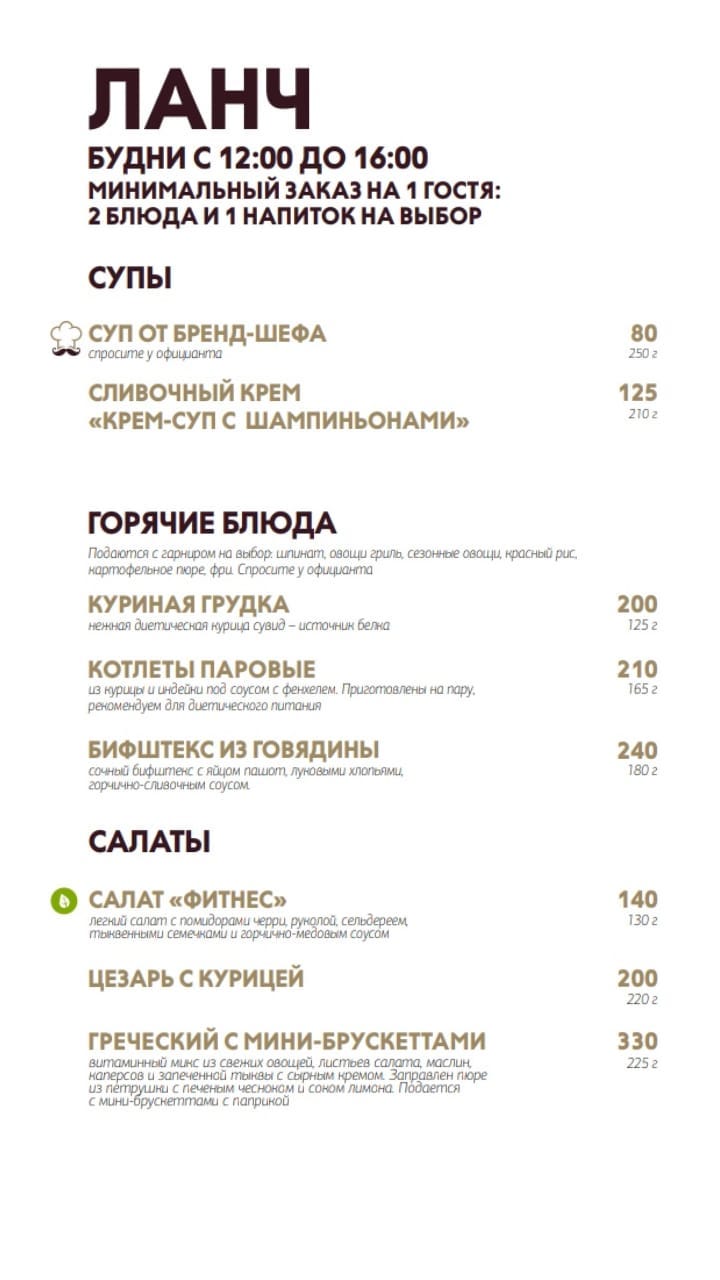 ЛАНЧ
БУДНИ С 12:00 ДО 16:00
МИНИМАЛЬНЫЙ ЗАКАЗ НА 1 ГОСТЯ:
2 БЛЮДА И 1 НАПИТОК НА ВЫБОР
СУПЫ
СУП ОТ БРЕНД-ШЕФА 80
спросите у официанта 250 г
СЛИВОЧНЫЙ КРЕМ 125
«КРЕМ-СУП С ШАМПИНЬОНАМИ» 210 г
ГОРЯЧИЕ БЛЮДА
Подаются с гарниром на выбор: шпинат, овощи гриль, сезонные овощи, красный рис,
картофельное пюре, фри. Спросите у официанта
КУРИНАЯ ГРУДКА 200
нежная диетическая курица сувид – источник белка 125 г
КОТЛЕТЫ ПАРОВЫЕ 210
из курицы и индейки под соусом с фенхелем. Приготовлены на пару, 165 г
рекомендуем для диетического питания
БИФШТЕКС ИЗ ГОВЯДИНЫ 240
сочный бифштекс с яйцом пашот, луковыми хлопьями, 180 г
горчично-сливочным соусом.
САЛАТЫ
САЛАТ «ФИТНЕС» 140
легкий салат с помидорами черри, руколой, сельдереем, 130 г
тыквенными семечками и горчично-медовым соусом
ЦЕЗАРЬ С КУРИЦЕЙ 200
220 г
ГРЕЧЕСКИЙ С МИНИ-БРУСКЕТТАМИ 330
витаминный микс из свежих овощей, листьев салата, маслин, 225 г
каперсов и запеченной тыквы с сырным кремом. Заправлен пюре
из петрушки с печеным чесноком и соком лимона. Подается
с мини-брускеттами с паприкой